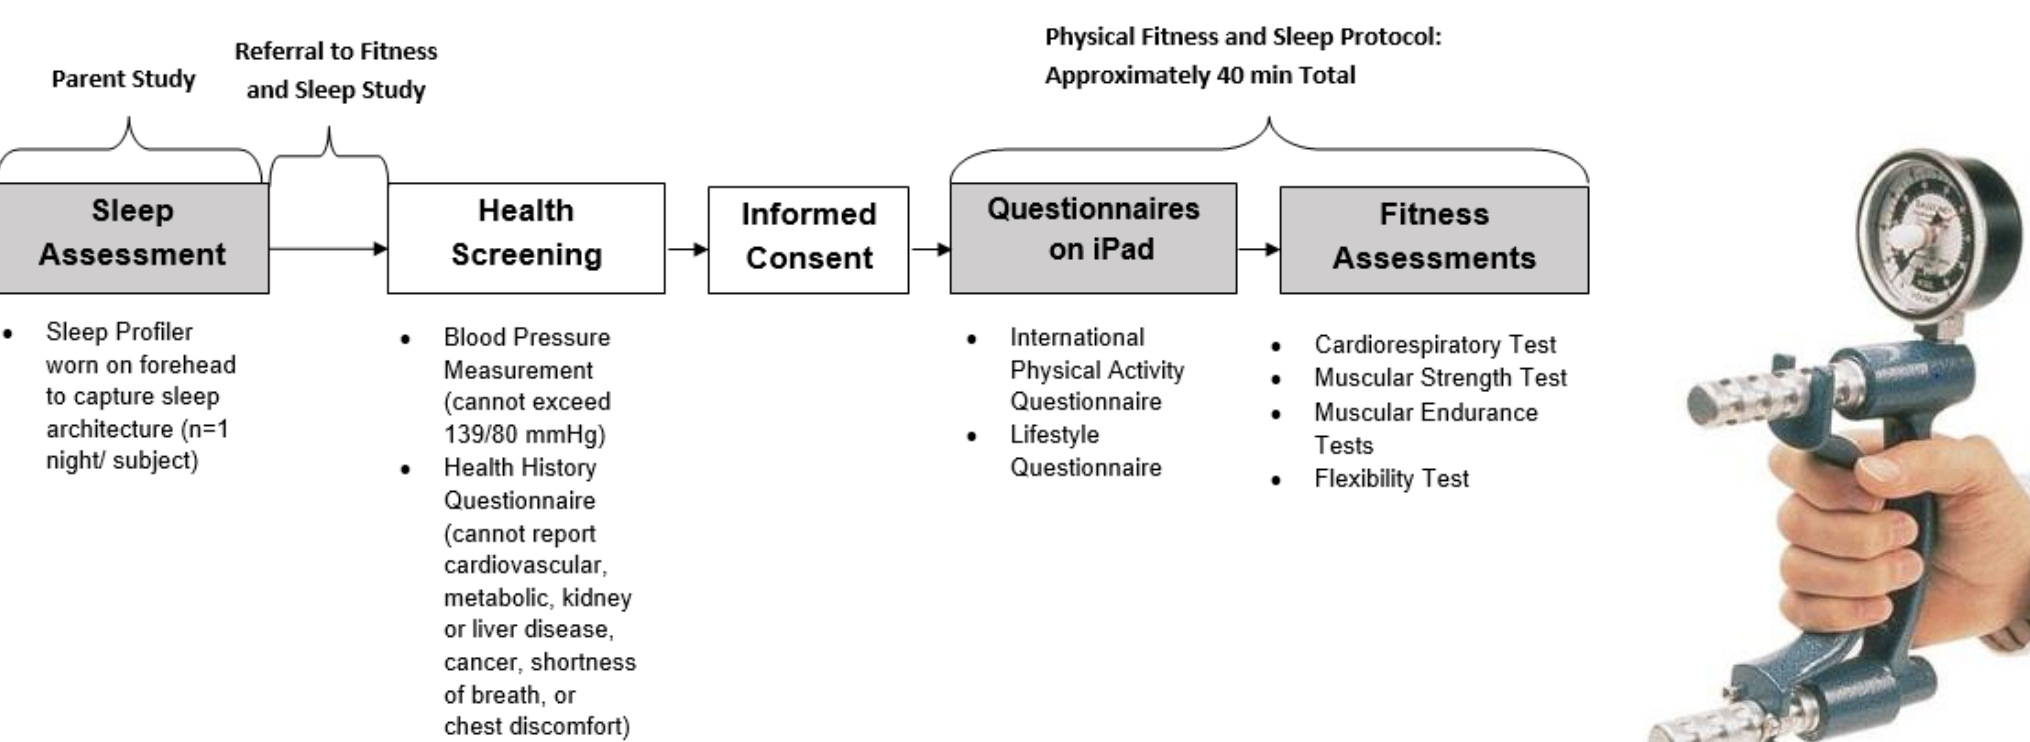 Parent Study
Referral to Fitness
and Sleep Study
Physical Fitness and Sleep Protocol:
Approximately 40 min Total
Sleep
Assessment
Health
Screening
Informed
Consent
Questionnaires
on iPad
Fitness
Assessments
• Sleep Profiler
worn on forehead
to capture sleep
architecture (n=1
night/ subject)
• Blood Pressure
Measurement
(cannot exceed
139/80 mmHg)
• Health History
Questionnaire
(cannot report
cardiovascular,
metabolic, kidney
or liver disease,
cancer, shortness
of breath, or
chest discomfort)
• International
Physical Activity
Questionnaire
• Lifestyle
Questionnaire
• Cardiorespiratory Test
• Muscular Strength Test
• Muscular Endurance
Tests
• Flexibility Test